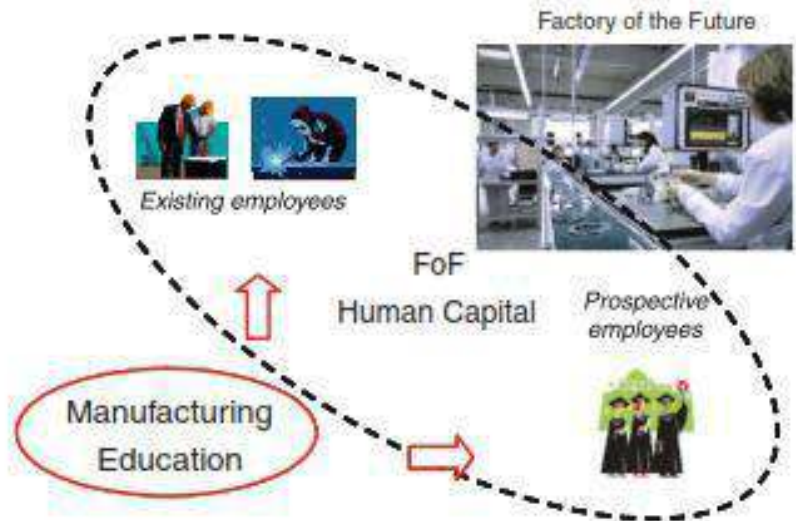 Factory of the Future
Existing employees
FoF
Human Capital
Prospective
employees
Manufacturing
Education